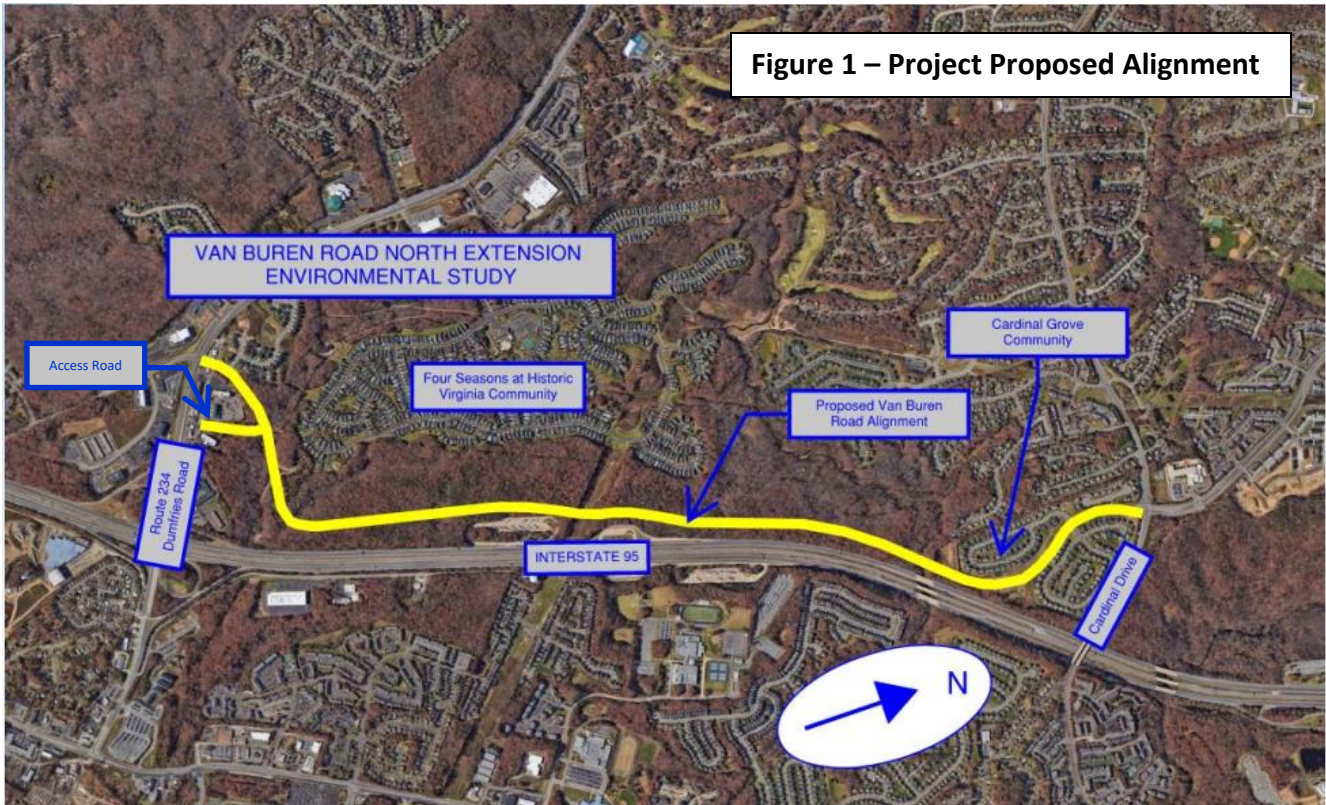 Figure 1 – Project Proposed Alignment
VAN BUREN ROAD NORTH EXTENSION
ENVIRONMENTAL STUDY
Cardinal Grove
Community
Access Road
Four Seasons at Historic
Virginia Community
Proposed Van Buren
Road Alignment
Route 234
Dumfries Road
INTERSTATE 95
Cardinal Drive
N